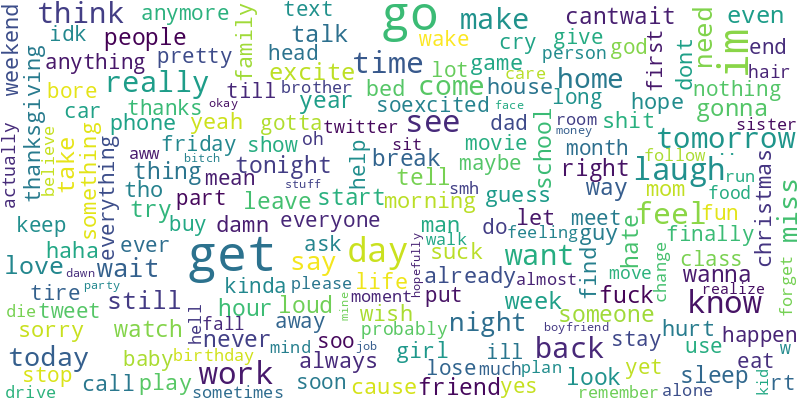 weekend
think
anymore
text
go
make
cantwait
even
idk
people
talk
wake
cry
give
god
first
need
im
end
anything
pretty
family
head
time
game
person
dont
hair
thanksgiving
bore
really
excite
lot
care
home
nothing
car
thanks
till
brother
bed
come
house
long
hope
gonna
okay
year
soexcited
face
actually
believe
take
something
phone
yeah
gotta
twitter
see
dad
room
shit
sister
everything
friday
show
oh
sit
movie
school
money
tomorrow
aww
bitch
tonight
help
break
maybe
month
follow
..
thing
mean
stuff
tell
right
laugh
run
christmas
miss
tho
part
leave
start
morning
smh
guess
way
mom
food
keep
try
buy
damn
everyone
man
do
let
meet
feel
fun
haha
ever
get
ask
day
walk
feeling
guy
hate
finally
love
dawn
wait
say
suck
want
find
class
party
kinda
please
life
hopefully
already
almost
move
change
wanna
realize
forget
tire
still
hour
loud
mine
moment
put
week
someone
fuck
know
die
tweet
hell
fall
away
wish
probably
night
boyfriend
hurt
happen
sorry
watch
never
soo
job
girl
ill
back
stay
use
w
today
baby
birthday
mind
always
lose
much
plan
look
yet
sleep
eat
stop
call
play
work
soon
cause
friend
yes
remember
alone
kid
rt
drive
sometimes